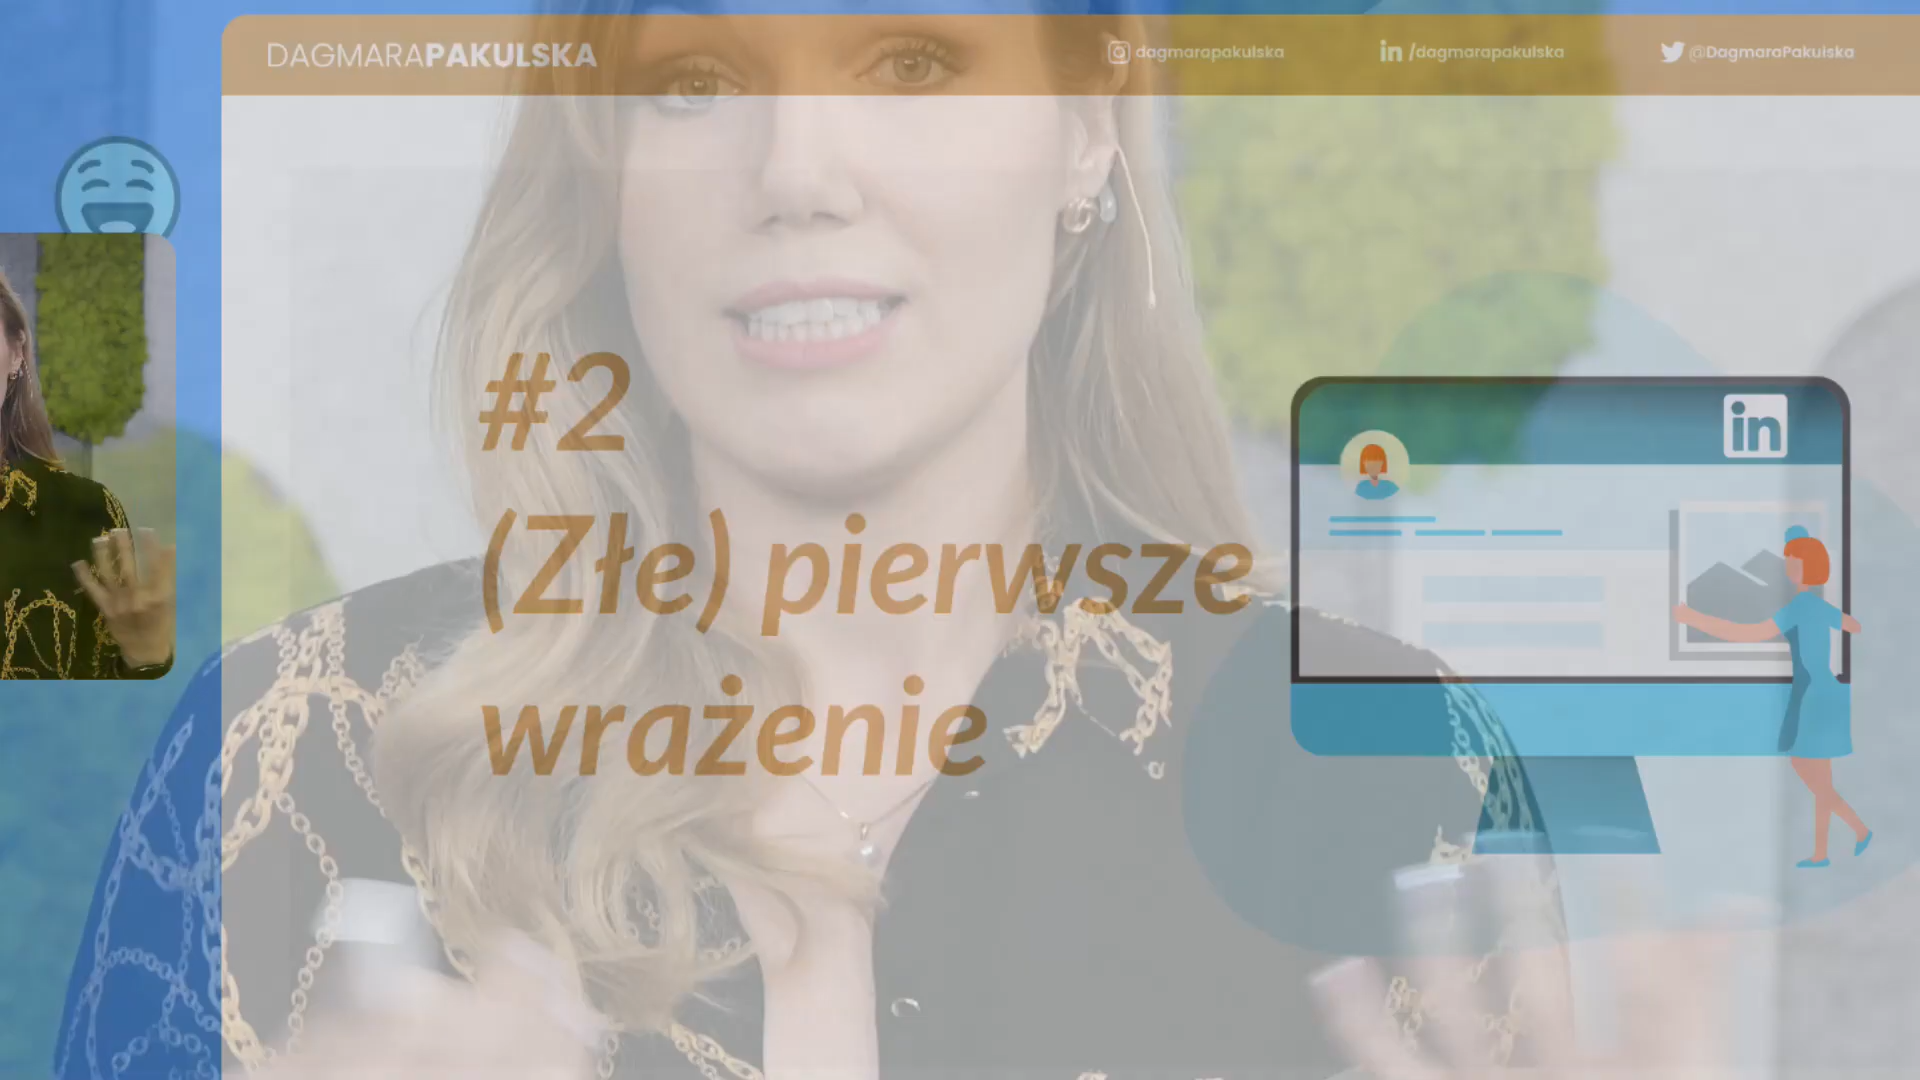 DAGMARAPAKULSKA
dagmarapakulska
in /dagmarapakulska
@DagmaraPakulska
#2
(Złe) pierwsze
wrażenie
in